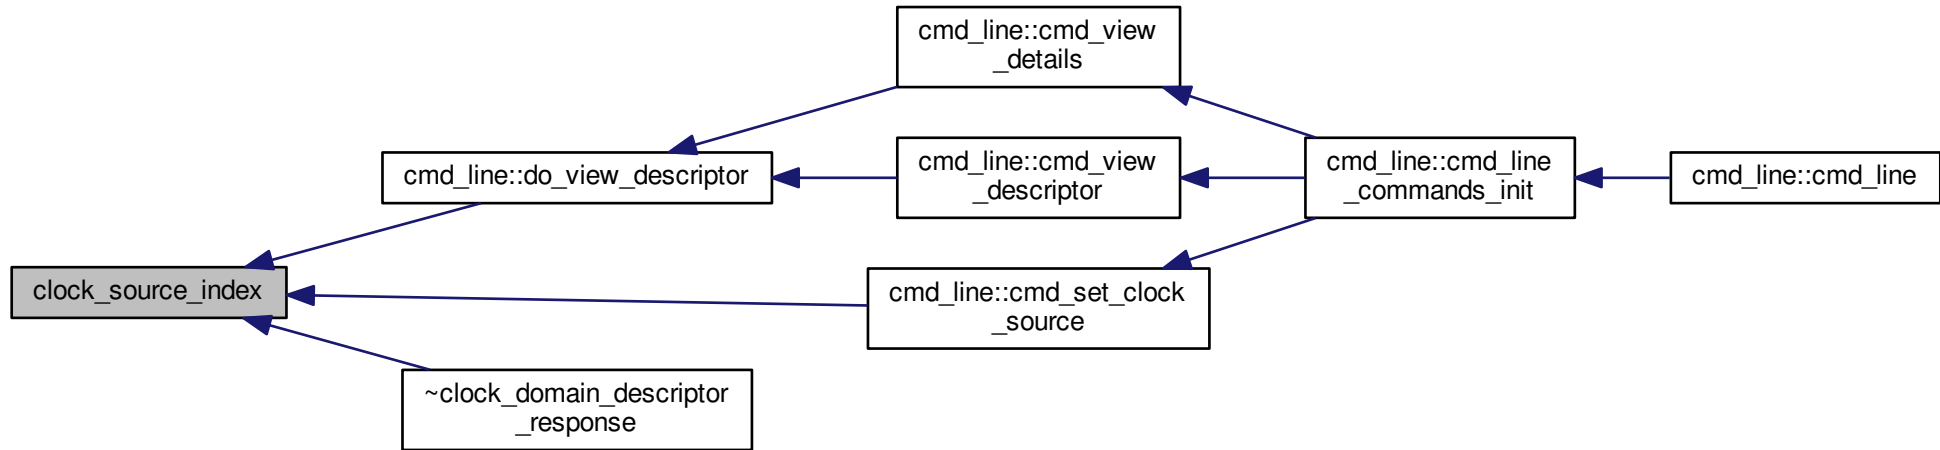 cmd_line::cmd_view
_details
cmd_line::do_view_descriptor
cmd_line::cmd_view
_descriptor
cmd_line::cmd_line
_commands_init
cmd_line::cmd_line
clock_source_index
cmd_line::cmd_set_clock
_source
~clock_domain_descriptor
_response